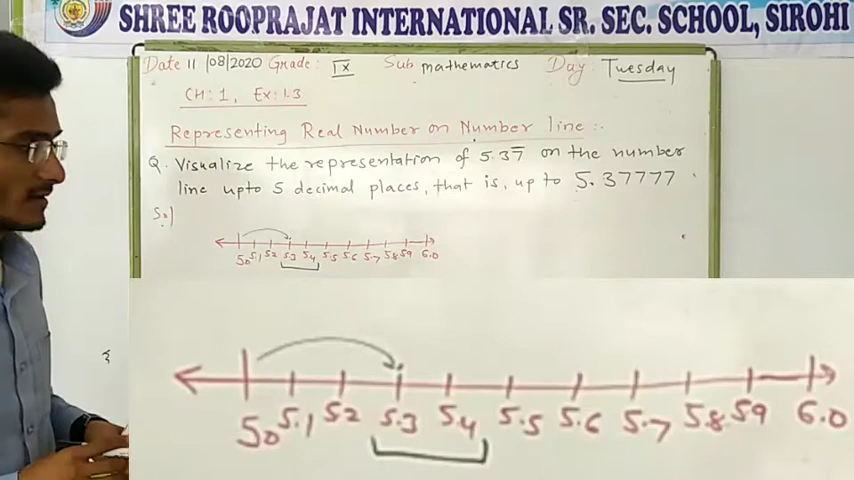 SHREE ROOPRAJAT INTERNATIONAL SR. SEC. SCHOOL, SIROHI
Date 11/08/2020 Grade: IX Sub mathematics Day: Tuesday
CH: 1, Ex: 1.3
Representing Real Number on Number line :-
Q. Visualize the representation of 5.37̅ on the number
line upto 5 decimal places, that is, up to 5.37777.
Sol
5.0 5.1 5.2 5.3 5.4 5.5 5.6 5.7 5.8 5.9 6.0
5.0 5.1 5.2 5.3 5.4 5.5 5.6 5.7 5.8 5.9 6.0